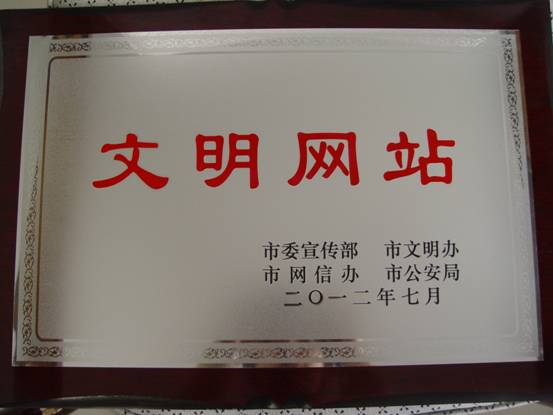 文明网站
市委宣传部 市文明办
市网信办 市公安局
二〇一二年七月